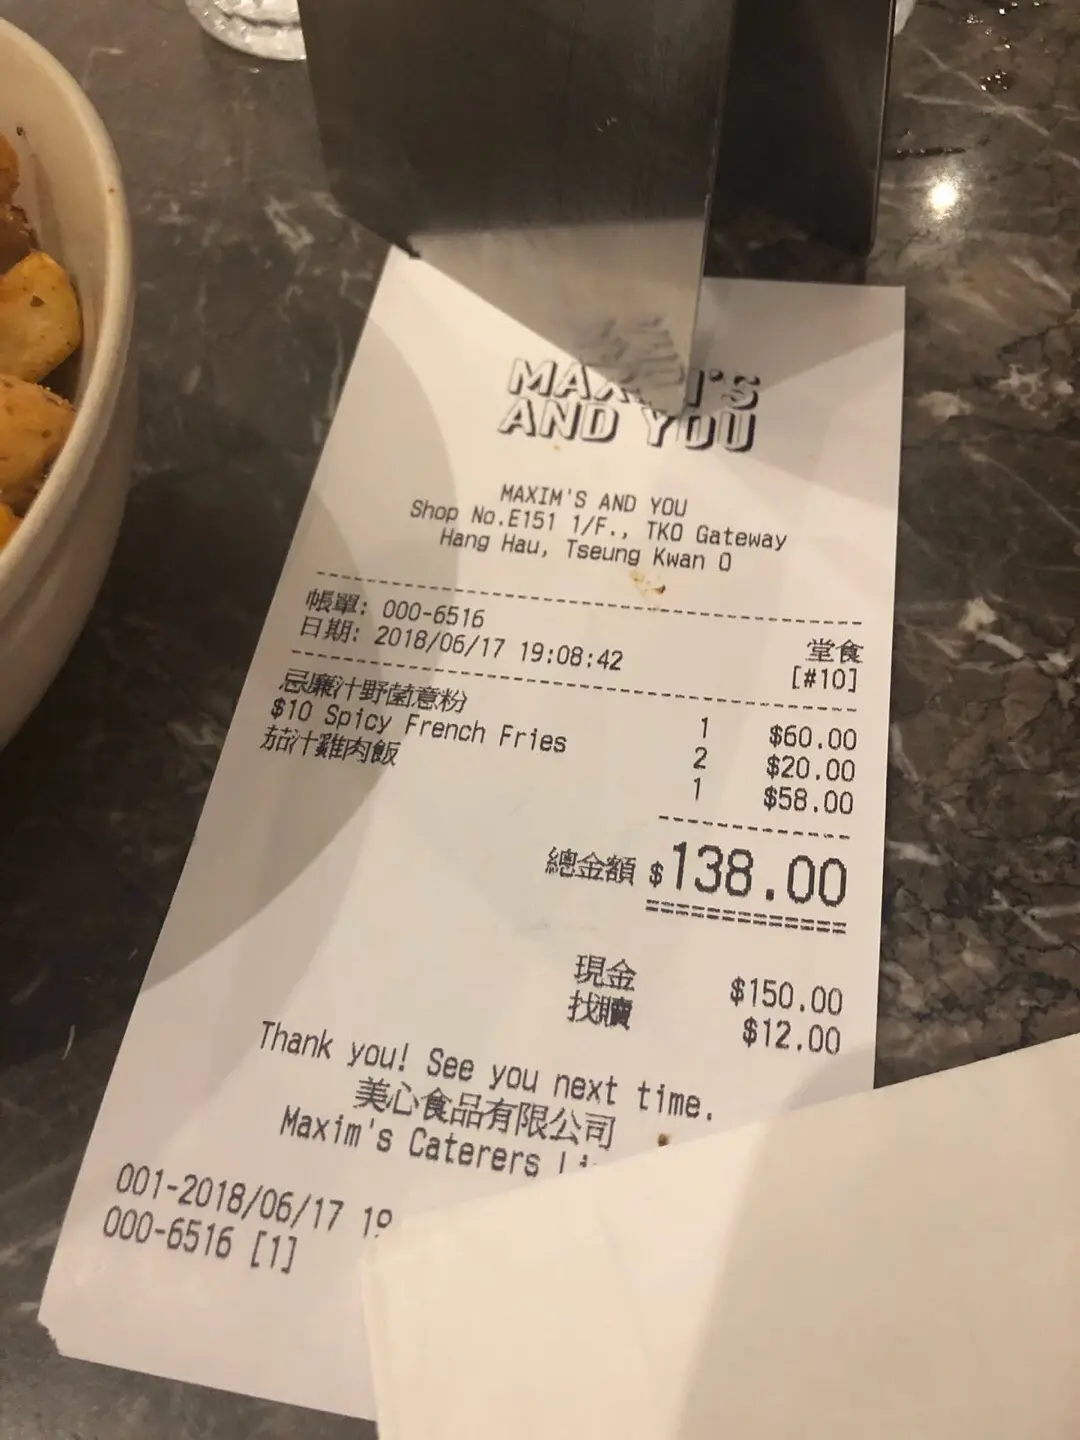 MAXIM'S
AND YOU
MAXIM'S AND YOU
Shop No.E151 1/F., TKO Gateway
Hang Hau, Tseung Kwan O
帳單: 000-6516 堂食
日期: 2018/06/17 19:08:42 [#10]
忌廉汁野菌意粉 1 $60.00
$10 Spicy French Fries 2 $20.00
茄汁雞肉飯 1 $58.00
總金額 $138.00
現金 $150.00
找贖 $12.00
Thank you! See you next time.
美心食品有限公司
Maxim's Caterers
001-2018/06/17 19
000-6516 [1]